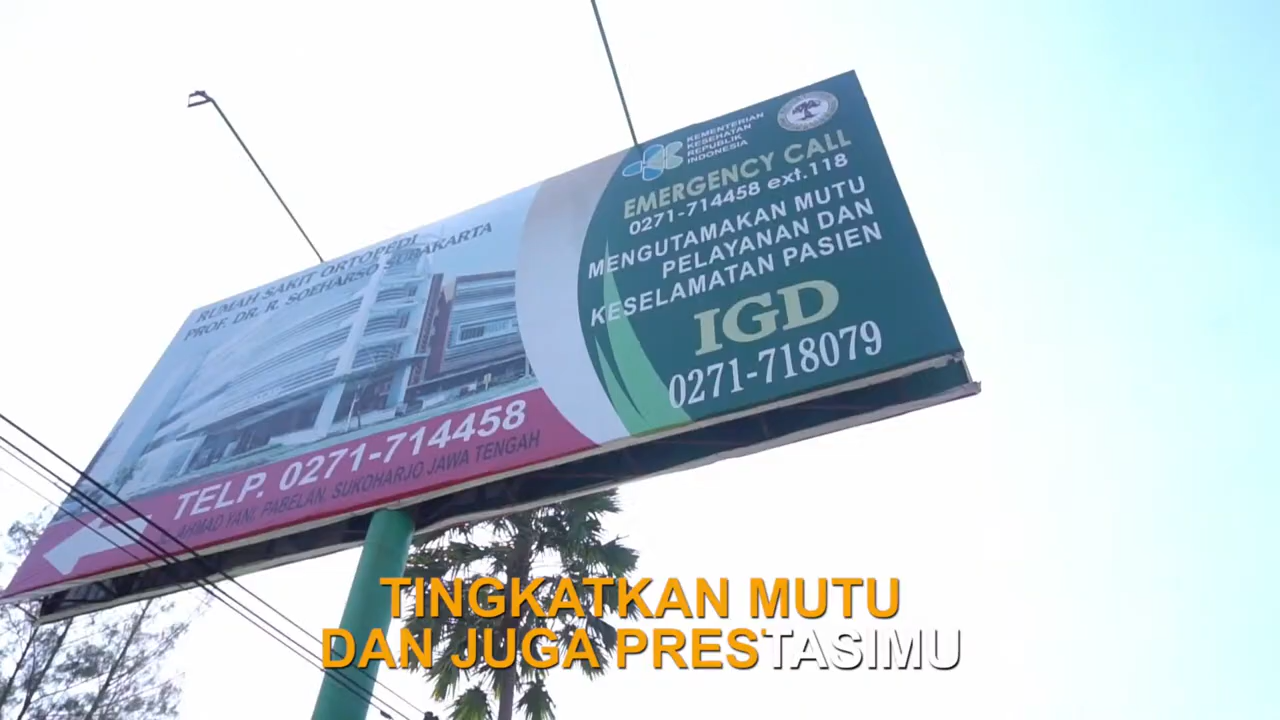 RUMAH SAKIT ORTOPEDI
PROF. DR. R. SOEHARSO SURAKARTA
TELP. 0271-714458
AHMAD YANI, PABELAN, SUKOHARJO JAWA TENGAH
KEMENTERIAN
KESEHATAN
REPUBLIK
INDONESIA
EMERGENCY CALL
0271-714458 ext.118
MENGUTAMAKAN MUTU
PELAYANAN DAN
KESELAMATAN PASIEN
IGD
0271-718079
TINGKATKAN MUTU
DAN JUGA PRESTASIMU